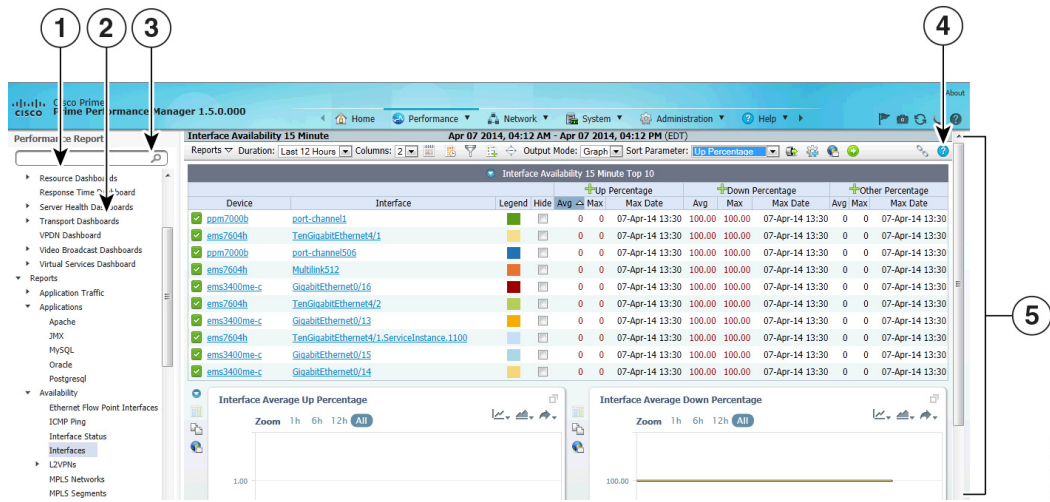 1
2
3
4
About
Cisco Prime
CISCO Prime Performance Manager 1.5.0.000
Home Performance Network System Administration Help
Performance Report
Interface Availability 15 Minute Apr 07 2014, 04:12 AM - Apr 07 2014, 04:12 PM (EDT)
Reports Duration: Last 12 Hours Columns: 2 Output Mode: Graph Sort Parameter: Up Percentage
Resource Dashboards
Response Time Dashboard
Server Health Dashboards
Transport Dashboards
VPDN Dashboard
Video Broadcast Dashboards
Virtual Services Dashboard
Reports
Application Traffic
Applications
Apache
JMX
MySQL
Oracle
Postgresql
Availability
Ethernet Flow Point Interfaces
ICMP Ping
Interface Status
Interfaces
L2VPNs
MPLS Networks
MPLS Segments
Interface Availability 15 Minute Top 10
Up Percentage Down Percentage Other Percentage
Device Interface Legend Hide Avg Max Max Date Avg Max Max Date Avg Max Max Date
ppm7000b port-channel1 0 0 07-Apr-14 13:30 100.00 100.00 07-Apr-14 13:30 0 0 07-Apr-14 13:30
ems7604h TenGigabitEthernet4/1 0 0 07-Apr-14 13:30 100.00 100.00 07-Apr-14 13:30 0 0 07-Apr-14 13:30
ppm7000b port-channel506 0 0 07-Apr-14 13:30 100.00 100.00 07-Apr-14 13:30 0 0 07-Apr-14 13:30
ems7604h Multilink512 0 0 07-Apr-14 13:30 100.00 100.00 07-Apr-14 13:30 0 0 07-Apr-14 13:30
ems3400me-c GigabitEthernet0/16 0 0 07-Apr-14 13:30 100.00 100.00 07-Apr-14 13:30 0 0 07-Apr-14 13:30
ems7604h TenGigabitEthernet4/2 0 0 07-Apr-14 13:30 100.00 100.00 07-Apr-14 13:30 0 0 07-Apr-14 13:30
ems3400me-c GigabitEthernet0/13 0 0 07-Apr-14 13:30 100.00 100.00 07-Apr-14 13:30 0 0 07-Apr-14 13:30
ems7604h TenGigabitEthernet4/1.ServiceInstance.1100 0 0 07-Apr-14 13:30 100.00 100.00 07-Apr-14 13:30 0 0 07-Apr-14 13:30
ems3400me-c GigabitEthernet0/15 0 0 07-Apr-14 13:30 100.00 100.00 07-Apr-14 13:30 0 0 07-Apr-14 13:30
ems3400me-c GigabitEthernet0/14 0 0 07-Apr-14 13:30 100.00 100.00 07-Apr-14 13:30 0 0 07-Apr-14 13:30
5
Interface Average Up Percentage
Zoom 1h 6h 12h All
1.00
Interface Average Down Percentage
Zoom 1h 6h 12h All
100.00